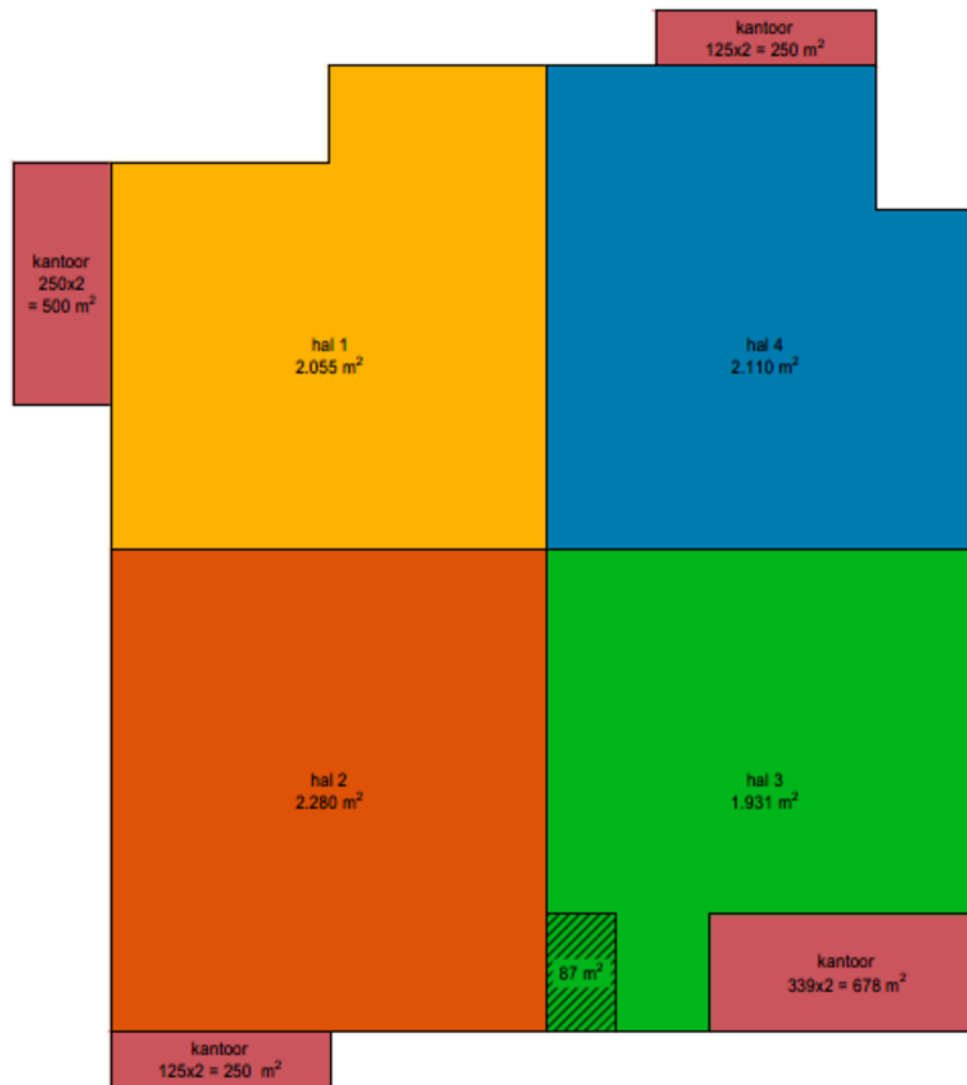 kantoor
125x2 = 250 m²
kantoor
250x2
= 500 m²
hal 1
2.055 m²
hal 4
2.110 m²
hal 2
2.280 m²
hal 3
1.931 m²
87 m²
kantoor
339x2 = 678 m²
kantoor
125x2 = 250 m²